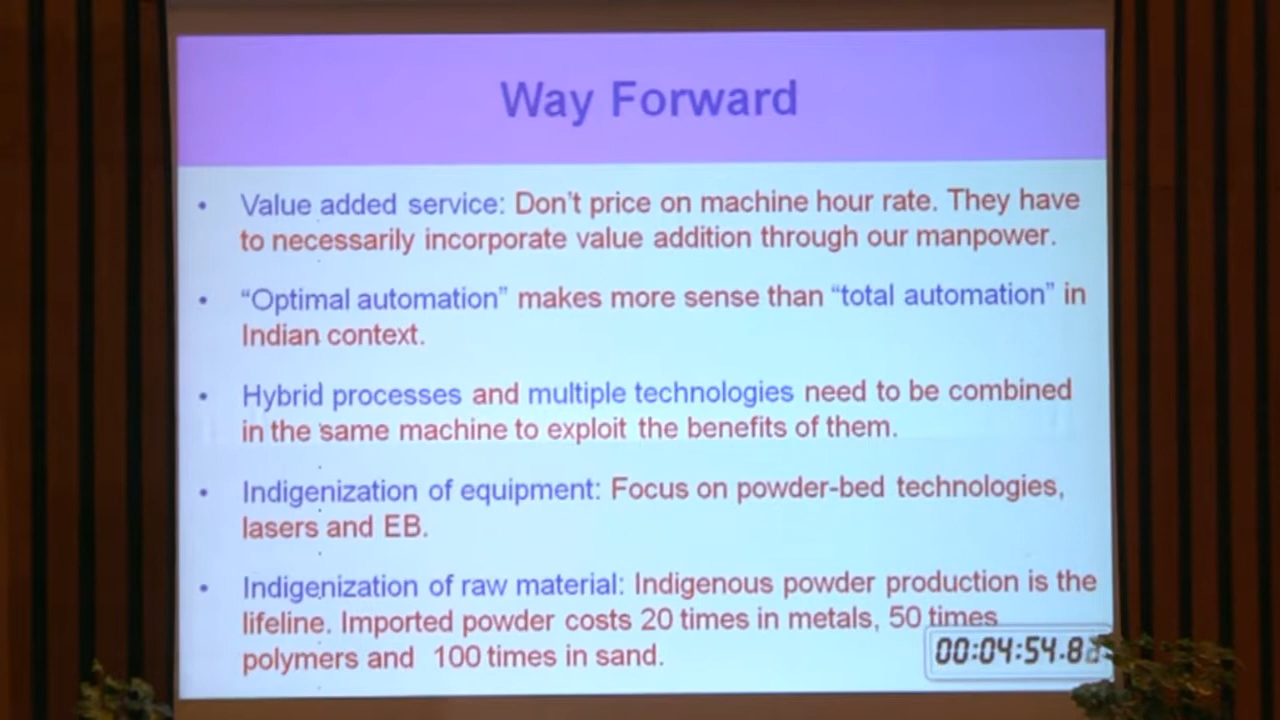 Way Forward
• Value added service: Don't price on machine hour rate. They have
to necessarily incorporate value addition through our manpower.
• “Optimal automation” makes more sense than “total automation” in
Indian context.
• Hybrid processes and multiple technologies need to be combined
in the same machine to exploit the benefits of them.
• Indigenization of equipment: Focus on powder-bed technologies,
lasers and EB.
• Indigenization of raw material: Indigenous powder production is the
lifeline. Imported powder costs 20 times in metals, 50 times
polymers and 100 times in sand.
00:04:54.8